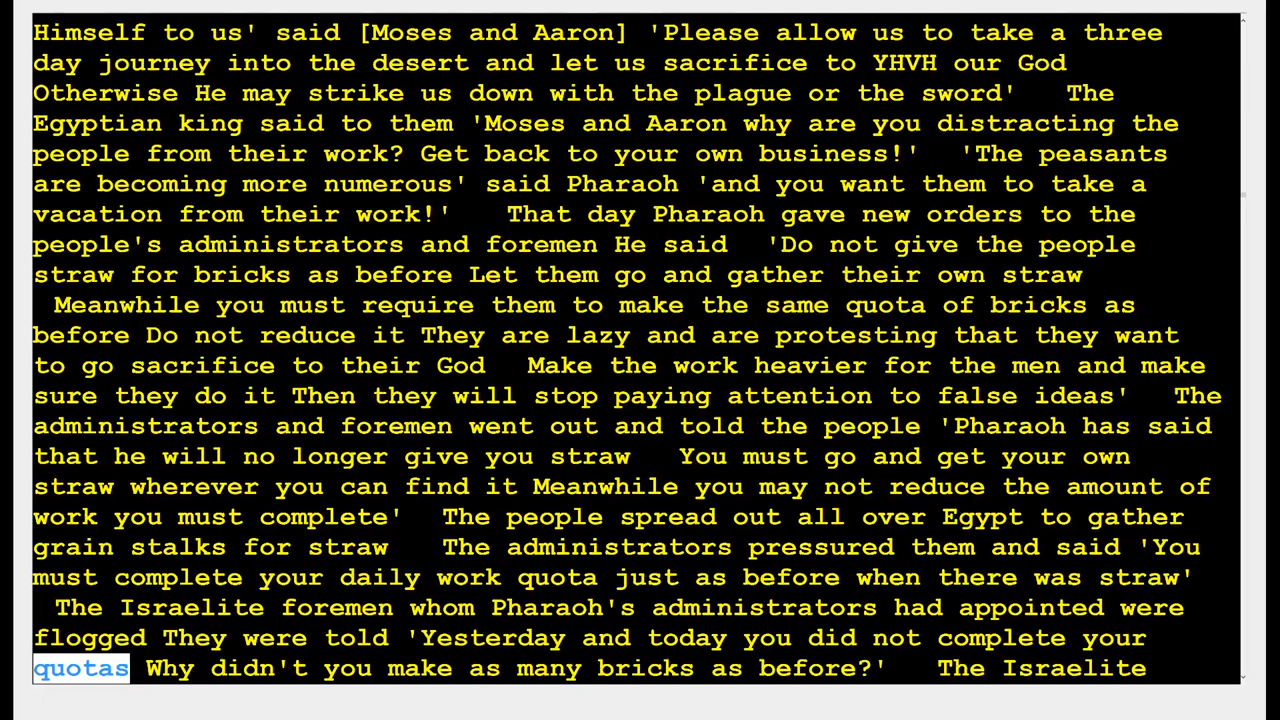 Himself to us' said [Moses and Aaron] 'Please allow us to take a three
day journey into the desert and let us sacrifice to YHVH our God
Otherwise He may strike us down with the plague or the sword'   The
Egyptian king said to them 'Moses and Aaron why are you distracting the
people from their work? Get back to your own business!'   'The peasants
are becoming more numerous' said Pharaoh 'and you want them to take a
vacation from their work!'   That day Pharaoh gave new orders to the
people's administrators and foremen He said   'Do not give the people
straw for bricks as before Let them go and gather their own straw
Meanwhile you must require them to make the same quota of bricks as
before Do not reduce it They are lazy and are protesting that they want
to go sacrifice to their God   Make the work heavier for the men and make
sure they do it Then they will stop paying attention to false ideas'   The
administrators and foremen went out and told the people 'Pharaoh has said
that he will no longer give you straw   You must go and get your own
straw wherever you can find it Meanwhile you may not reduce the amount of
work you must complete'   The people spread out all over Egypt to gather
grain stalks for straw   The administrators pressured them and said 'You
must complete your daily work quota just as before when there was straw'
The Israelite foremen whom Pharaoh's administrators had appointed were
flogged They were told 'Yesterday and today you did not complete your
quotas Why didn't you make as many bricks as before?'   The Israelite